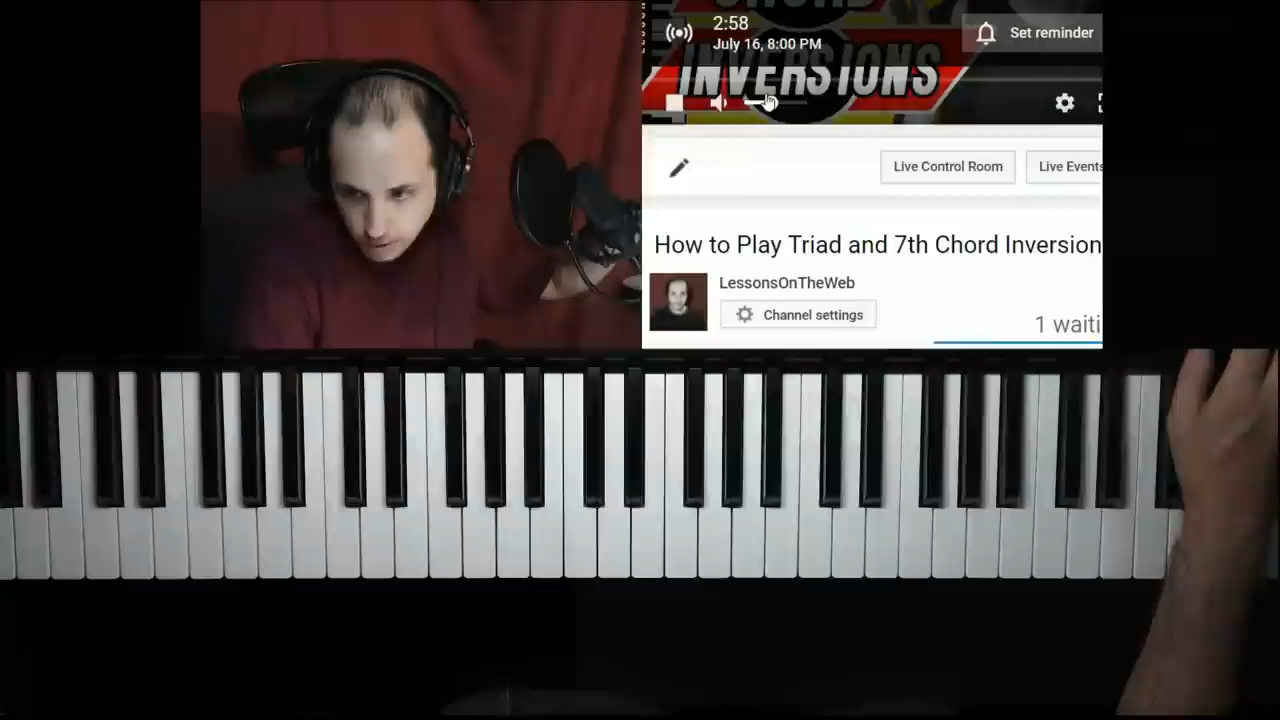 CHORD
2:58
July 16, 8:00 PM
Set reminder
INVERSIONS
Live Control Room
Live Events
How to Play Triad and 7th Chord Inversion
LessonsOnTheWeb
Channel settings
1 waiti